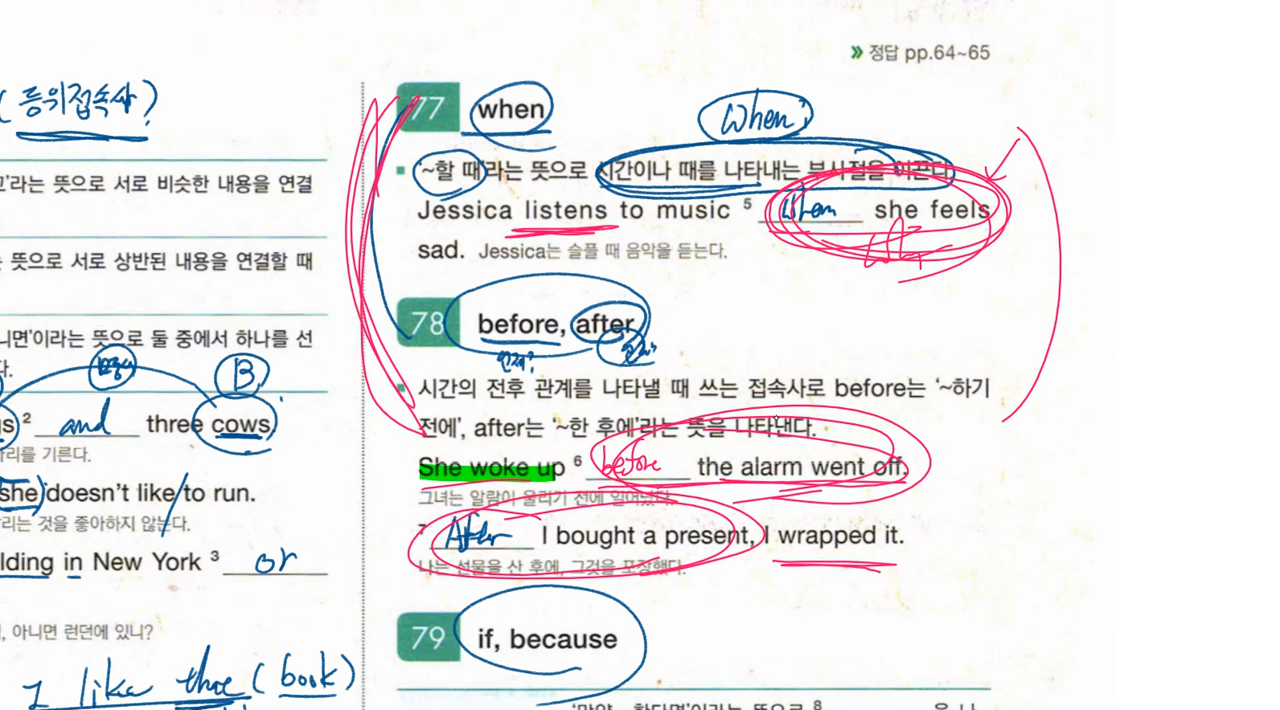 정답 pp.64~65
(등위접속사?)
고'라는 뜻으로 서로 비슷한 내용을 연결
뜻으로 서로 상반된 내용을 연결할 때
니면'이라는 뜻으로 둘 중에서 하나를 선
다.
B
gs 2 and three cows.
리를 기른다.
she doesn't like to run.
리는 것을 좋아하지 않는다.
lding in New York 3 or
, 아니면 런던에 있니?
I like (book)
77 when
When
'~할 때'라는 뜻으로 시간이나 때를 나타내는 부사절을 이끈다.
Jessica listens to music 5 when she feels
sad. Jessica는 슬플 때 음악을 듣는다.
78 before, after
언제?
시간의 전후 관계를 나타낼 때 쓰는 접속사로 before는 '~하기
전에', after는 '~한 후에'라는 뜻을 나타낸다.
She woke up 6 before the alarm went off.
그녀는 알람이 울리기 전에 일어났다.
7 After I bought a present, I wrapped it.
나는 선물을 산 후에, 그것을 포장했다.
79 if, because